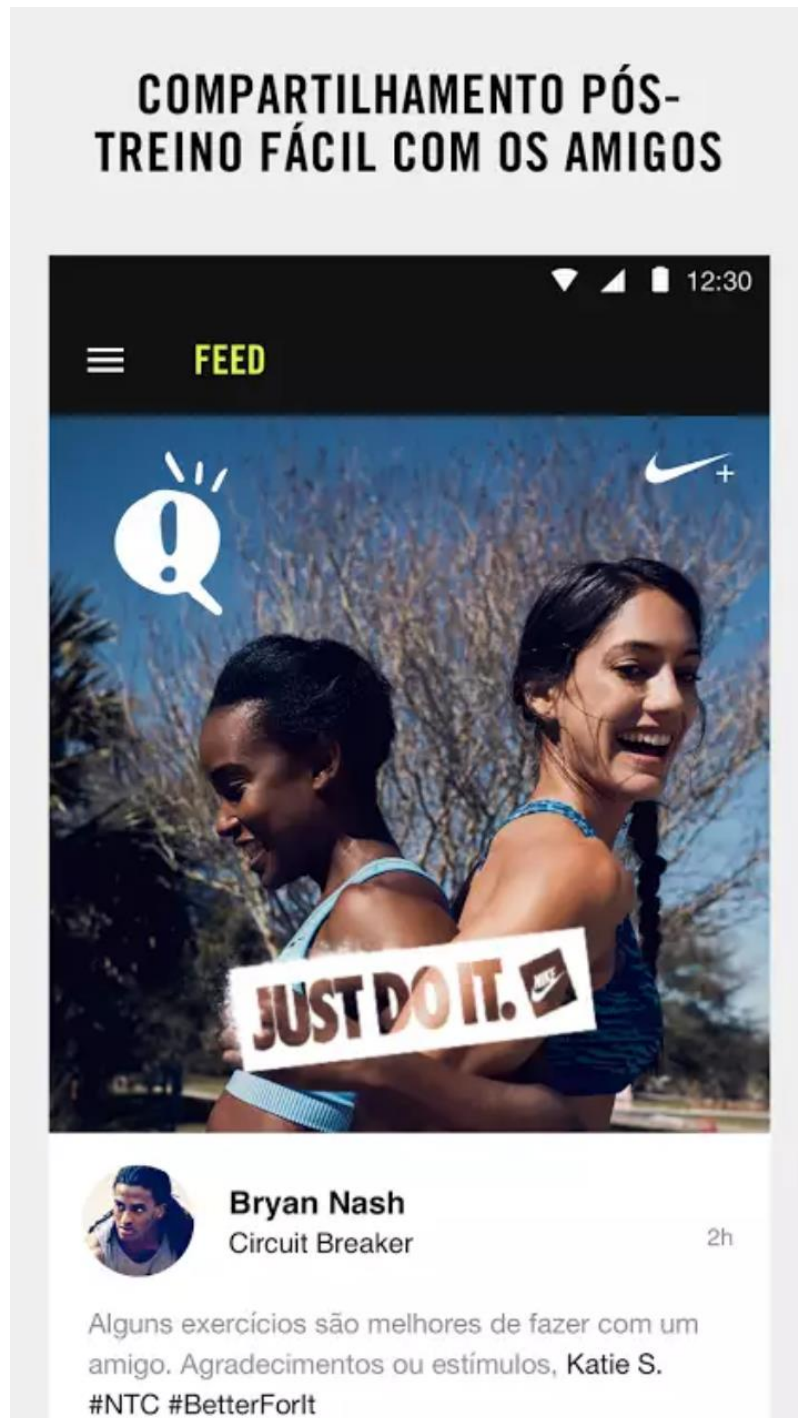 COMPARTILHAMENTO PÓS-
TREINO FÁCIL COM OS AMIGOS
12:30
FEED
JUST DO IT. NIKE
Bryan Nash
Circuit Breaker
2h
Alguns exercícios são melhores de fazer com um
amigo. Agradecimentos ou estímulos, Katie S.
#NTC #BetterForIt